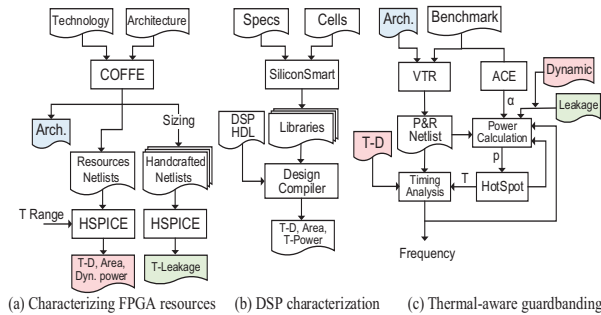 Technology
Architecture
COFFE
Sizing
Arch.
Resources
Netlists
Handcrafted
Netlists
T Range
HSPICE
HSPICE
T-D, Area,
Dyn. power
T-Leakage
(a) Characterizing FPGA resources
Specs
Cells
SiliconSmart
DSP
HDL
Libraries
Design
Compiler
T-D, Area,
T-Power
(b) DSP characterization
Arch.
Benchmark
VTR
ACE
Dynamic
α
Leakage
P&R
Netlist
Power
Calculation
T-D
p
Timing
Analysis
T
HotSpot
Frequency
(c) Thermal-aware guardbanding